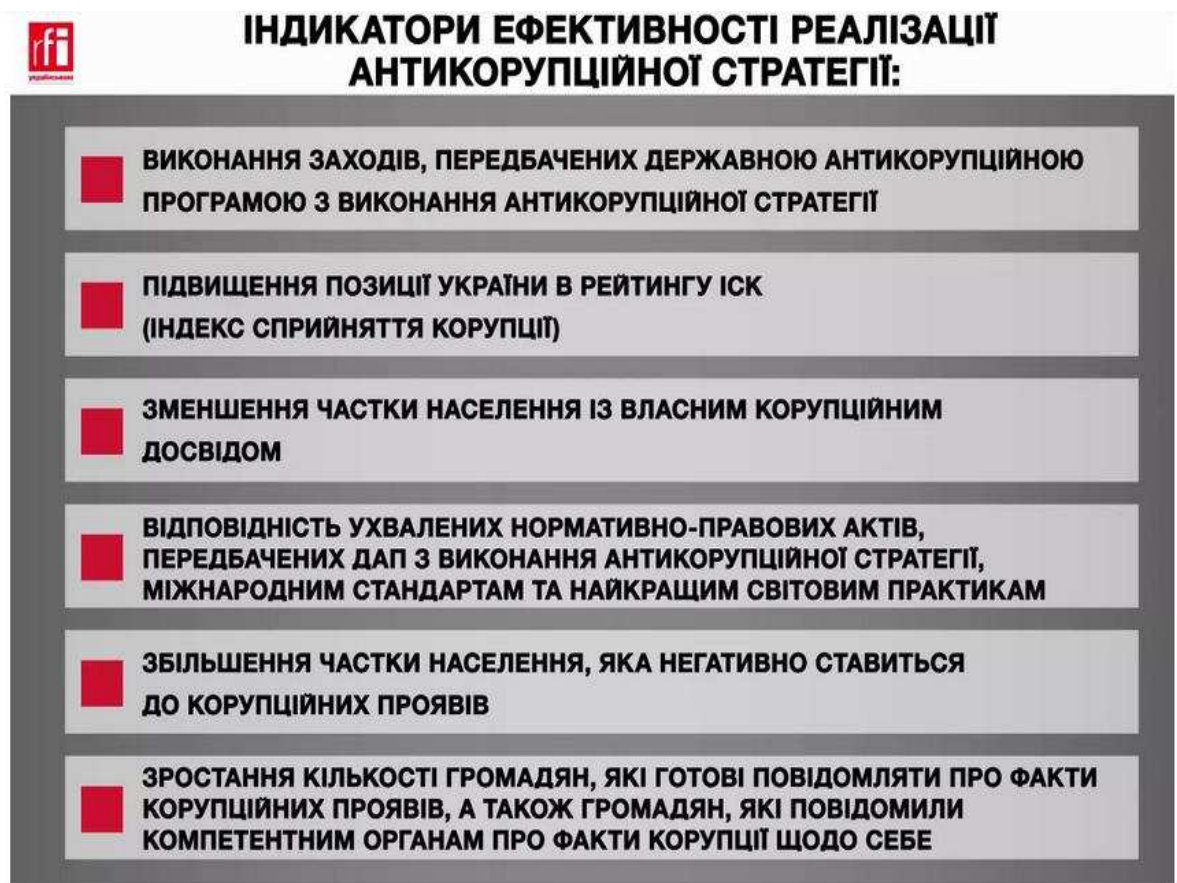 rfi
українською
ІНДИКАТОРИ ЕФЕКТИВНОСТІ РЕАЛІЗАЦІЇ
АНТИКОРУПЦІЙНОЇ СТРАТЕГІЇ:
ВИКОНАННЯ ЗАХОДІВ, ПЕРЕДБАЧЕНИХ ДЕРЖАВНОЮ АНТИКОРУПЦІЙНОЮ
ПРОГРАМОЮ З ВИКОНАННЯ АНТИКОРУПЦІЙНОЇ СТРАТЕГІЇ
ПІДВИЩЕННЯ ПОЗИЦІЇ УКРАЇНИ В РЕЙТИНГУ ІСК
(ІНДЕКС СПРИЙНЯТТЯ КОРУПЦІЇ)
ЗМЕНШЕННЯ ЧАСТКИ НАСЕЛЕННЯ ІЗ ВЛАСНИМ КОРУПЦІЙНИМ
ДОСВІДОМ
ВІДПОВІДНІСТЬ УХВАЛЕНИХ НОРМАТИВНО-ПРАВОВИХ АКТІВ,
ПЕРЕДБАЧЕНИХ ДАП З ВИКОНАННЯ АНТИКОРУПЦІЙНОЇ СТРАТЕГІЇ,
МІЖНАРОДНИМ СТАНДАРТАМ ТА НАЙКРАЩИМ СВІТОВИМ ПРАКТИКАМ
ЗБІЛЬШЕННЯ ЧАСТКИ НАСЕЛЕННЯ, ЯКА НЕГАТИВНО СТАВИТЬСЯ
ДО КОРУПЦІЙНИХ ПРОЯВІВ
ЗРОСТАННЯ КІЛЬКОСТІ ГРОМАДЯН, ЯКІ ГОТОВІ ПОВІДОМЛЯТИ ПРО ФАКТИ
КОРУПЦІЙНИХ ПРОЯВІВ, А ТАКОЖ ГРОМАДЯН, ЯКІ ПОВІДОМИЛИ
КОМПЕТЕНТНИМ ОРГАНАМ ПРО ФАКТИ КОРУПЦІЇ ЩОДО СЕБЕ